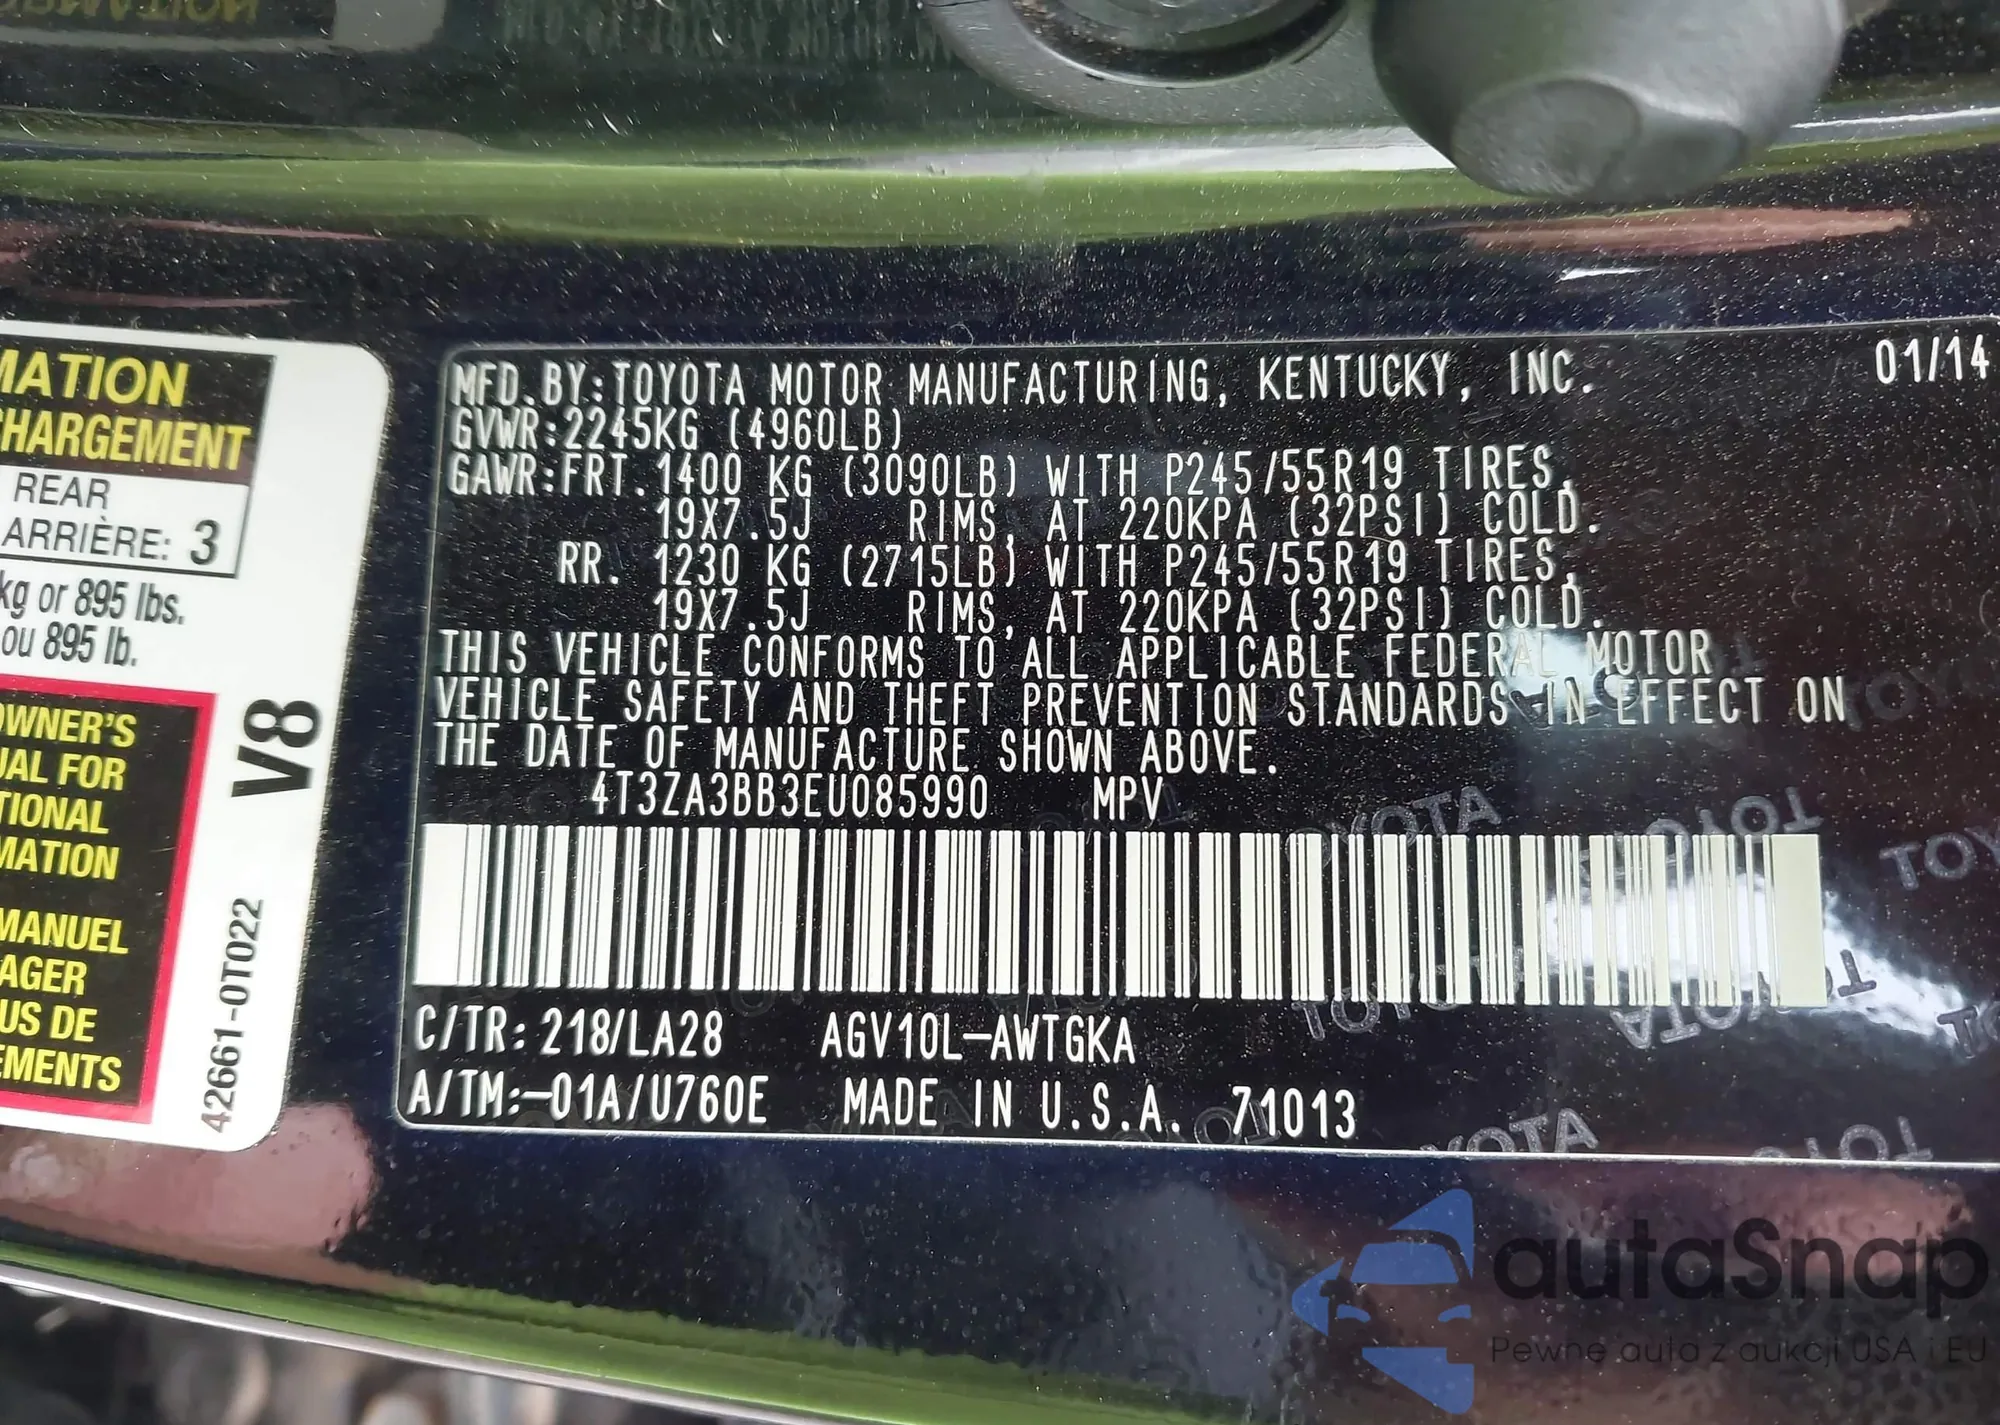 MATION
HARGEMENT
REAR
ARRIÈRE: 3
kg or 895 lbs.
ou 895 lb.
OWNER'S
UAL FOR
TIONAL
MATION
MANUEL
AGER
US DE
EMENTS
V8
42661-0T022
MFD.BY:TOYOTA MOTOR MANUFACTURING, KENTUCKY, INC. 01/14
GVWR:2245KG (4960LB)
GAWR:FRT.1400 KG (3090LB) WITH P245/55R19 TIRES,
19X7.5J RIMS, AT 220KPA (32PSI) COLD.
RR. 1230 KG (2715LB) WITH P245/55R19 TIRES,
19X7.5J RIMS, AT 220KPA (32PSI) COLD.
THIS VEHICLE CONFORMS TO ALL APPLICABLE FEDERAL MOTOR
VEHICLE SAFETY AND THEFT PREVENTION STANDARDS IN EFFECT ON
THE DATE OF MANUFACTURE SHOWN ABOVE.
4T3ZA3BB3EU085990 MPV
C/TR:218/LA28 AGV10L-AWTGKA
A/TM:-01A/U760E MADE IN U.S.A. 71013
TOYOTA
autoSnap
Pewne auta z aukcji USA i EU